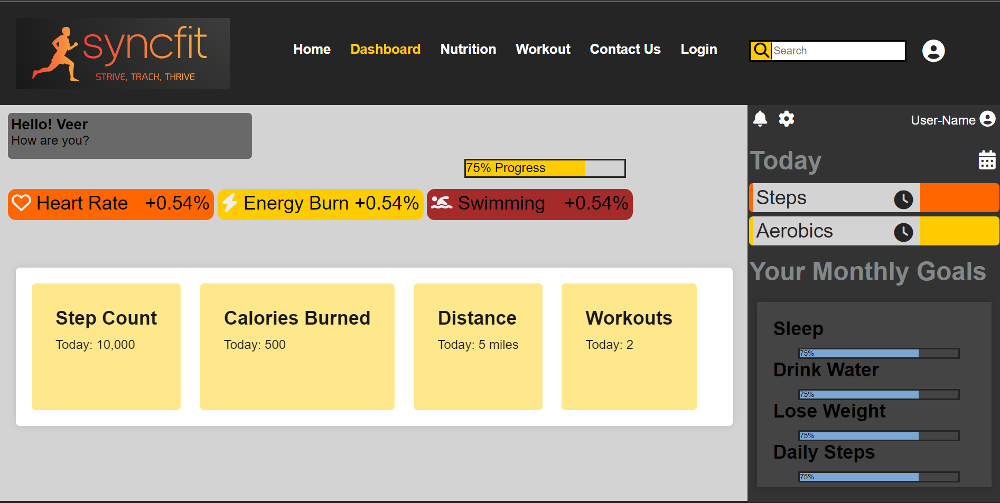 syncfit
STRIVE, TRACK, THRIVE
Home Dashboard Nutrition Workout Contact Us Login
Search
Hello! Veer
How are you?
75% Progress
Heart Rate +0.54%
Energy Burn +0.54%
Swimming +0.54%
Step Count
Today: 10,000
Calories Burned
Today: 500
Distance
Today: 5 miles
Workouts
Today: 2
User-Name
Today
Steps
Aerobics
Your Monthly Goals
Sleep
75%
Drink Water
75%
Lose Weight
75%
Daily Steps
75%